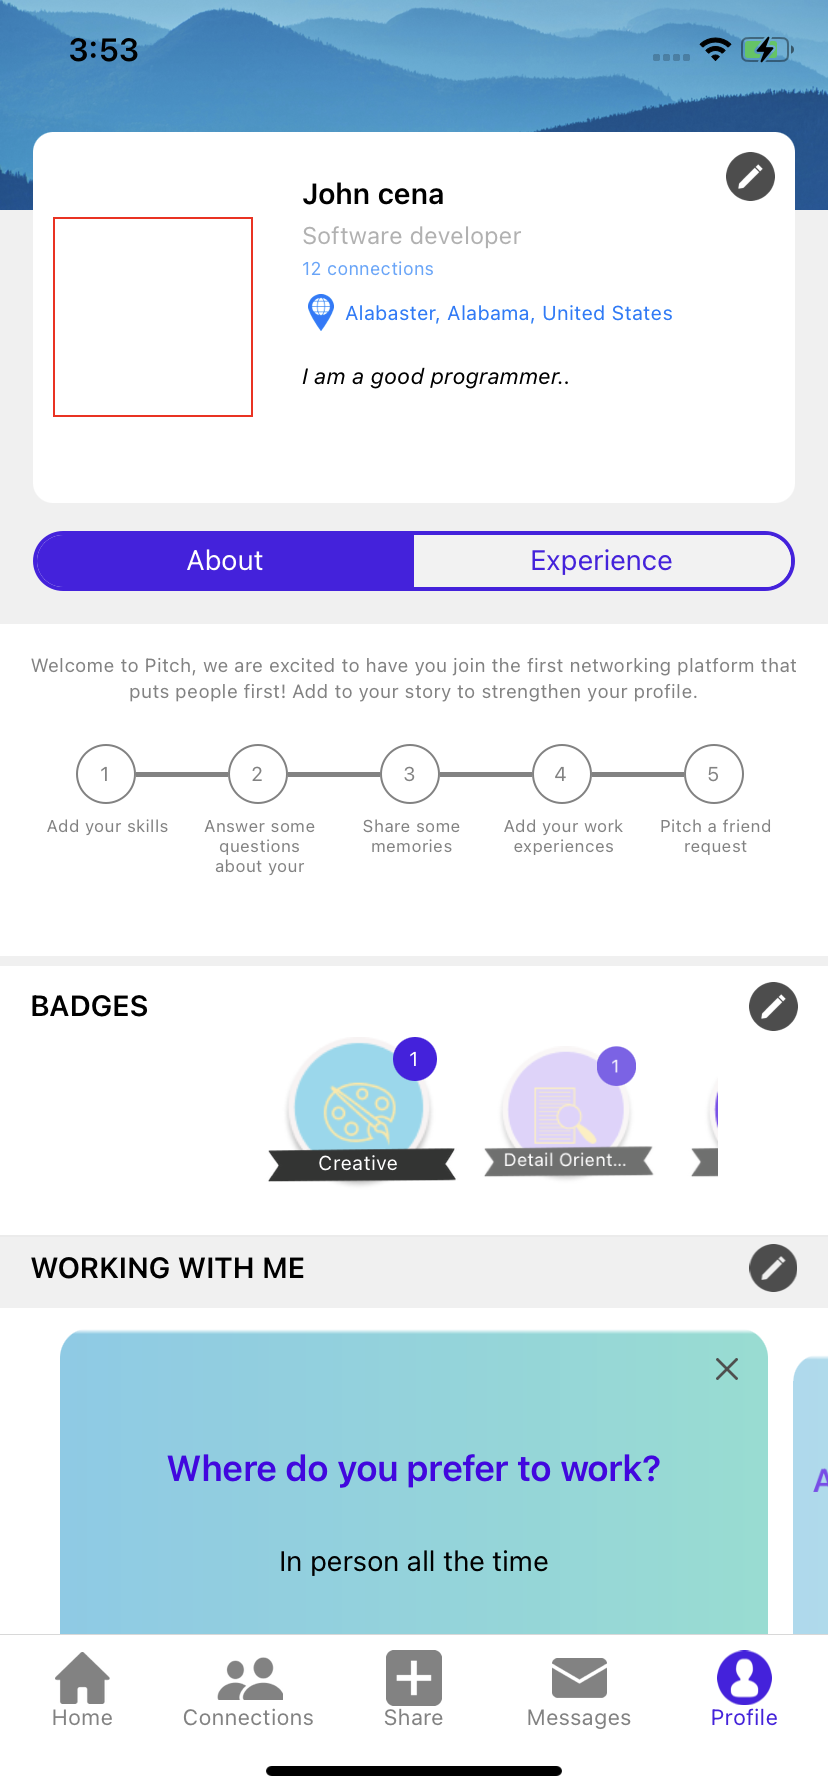 3:53
John cena
Software developer
12 connections
Alabaster, Alabama, United States
I am a good programmer..
About
Experience
Welcome to Pitch, we are excited to have you join the first networking platform that
puts people first! Add to your story to strengthen your profile.
1
2
3
4
5
Add your skills
Answer some
questions
about your
Share some
memories
Add your work
experiences
Pitch a friend
request
BADGES
1
Creative
1
Detail Orient...
WORKING WITH ME
Where do you prefer to work?
A
In person all the time
Home
Connections
Share
Messages
Profile